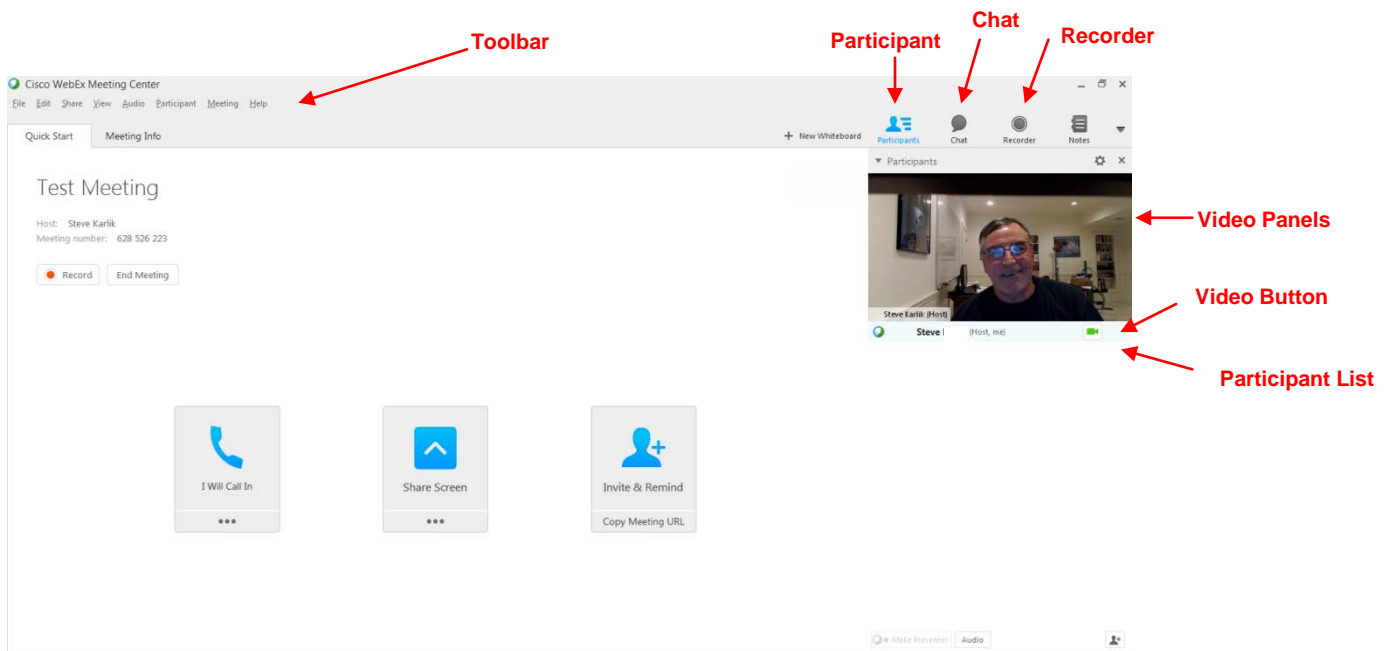 Chat
Toolbar
Participant
Recorder
Cisco WebEx Meeting Center
File Edit Share View Audio Participant Meeting Help
Quick Start
Meeting Info
+ New Whiteboard
Participants
Chat
Recorder
Notes
Participants
Test Meeting
Host: Steve Karlik
Meeting number: 628 526 223
Record
End Meeting
Video Panels
Video Button
Steve Karlik (Host)
Steve (Host, me)
Participant List
I Will Call In
Share Screen
Invite & Remind
Copy Meeting URL
Make Presenter
Audio